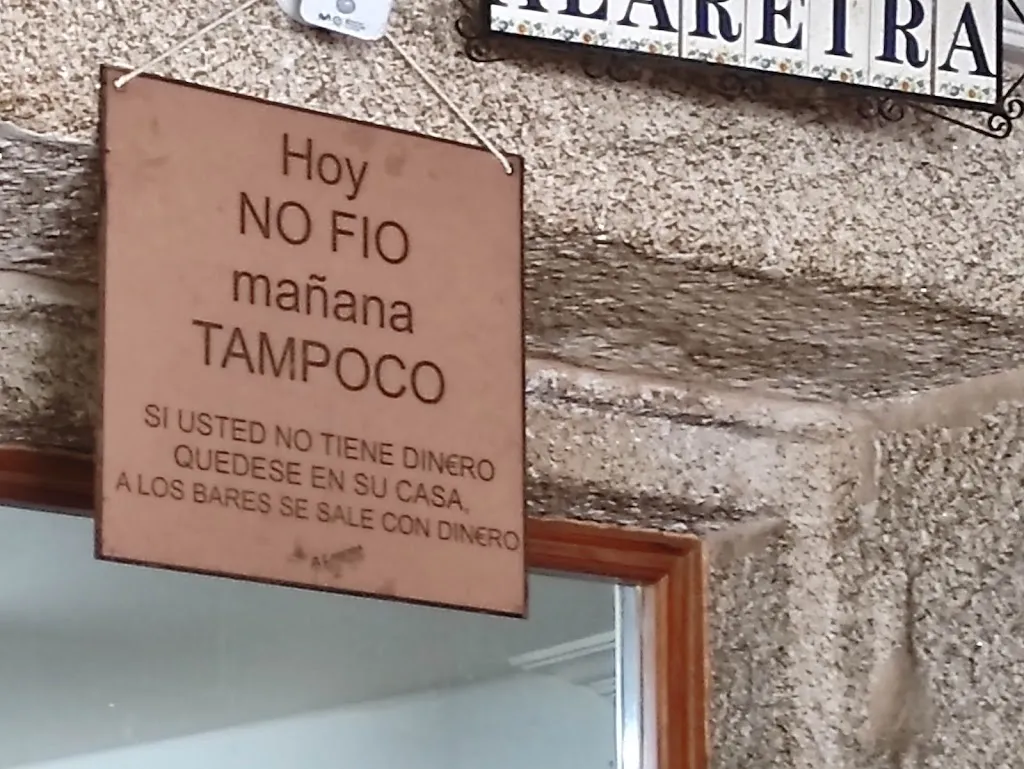 ALARETRA
Hoy
NO FIO
mañana
TAMPOCO
SI USTED NO TIENE DIN€RO
QUEDESE EN SU CASA,
A LOS BARES SE SALE CON DIN€RO